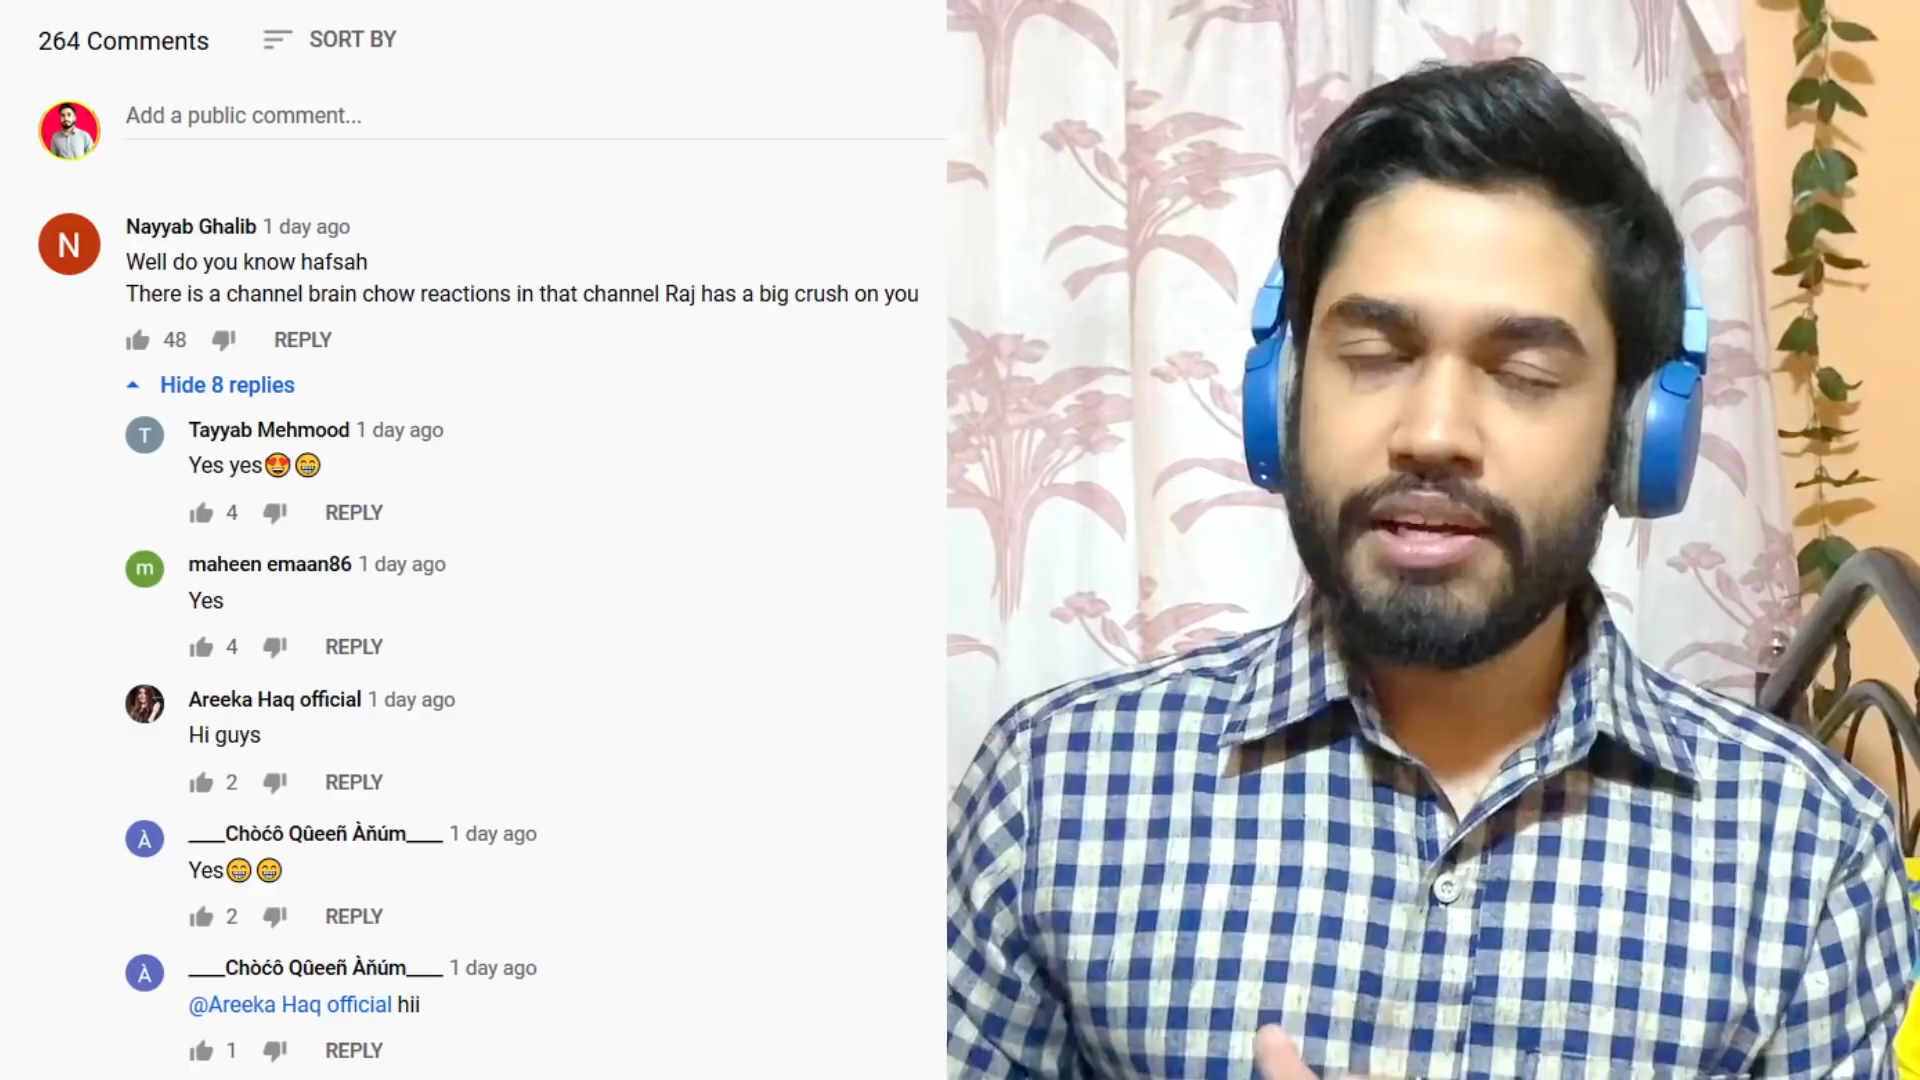 264 Comments
SORT BY
Add a public comment...
N
Nayyab Ghalib 1 day ago
Well do you know hafsah
There is a channel brain chow reactions in that channel Raj has a big crush on you
48 REPLY
Hide 8 replies
T
Tayyab Mehmood 1 day ago
Yes yes😍😁
4 REPLY
m
maheen emaan86 1 day ago
Yes
4 REPLY
Areeka Haq official 1 day ago
Hi guys
2 REPLY
À
____Chòćô Qûeeñ Àňúm____ 1 day ago
Yes😁😁
2 REPLY
À
____Chòćô Qûeeñ Àňúm____ 1 day ago
@Areeka Haq official hii
1 REPLY